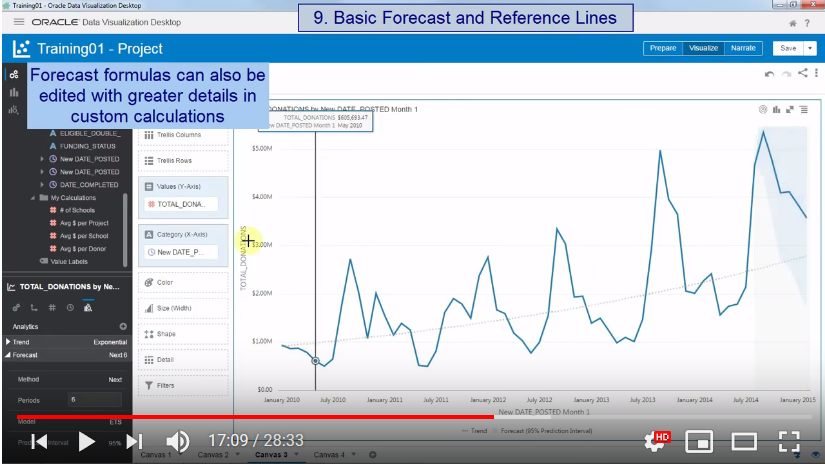 Training01 - Oracle Data Visualization Desktop
9. Basic Forecast and Reference Lines
ORACLE Data Visualization Desktop
Training01 - Project
Prepare Visualize Narrate Save
Forecast formulas can also be
edited with greater details in
custom calculations
ELIGIBLE_DOUBLE_
FUNDING_STATUS
New DATE_POSTED
New DATE_POSTED
DATE_COMPLETED
My Calculations
# of Schools
Avg $ per Project
Avg $ per School
Avg $ per Donor
Value Labels
TOTAL_DONATIONS by Ne...
Analytics
Trend Exponential
Forecast Next 6
Method Next
Periods 6
Model ETS
95%
Trellis Columns
Trellis Rows
Values (Y-Axis)
TOTAL_DONA...
Category (X-Axis)
New DATE_P...
Color
Size (Width)
Shape
Detail
Filters
DONATIONS by New DATE_POSTED Month 1
TOTAL_DONATIONS $605,693.47
New DATE_POSTED Month 1 May 2010
TOTAL_DONATIONS
$5.00M
$4.00M
$3.00M
$2.00M
$1.00M
$0.00
January 2010 July 2010 January 2011 July 2011 January 2012 July 2012 January 2013 July 2013 January 2014 July 2014 January 2015
New DATE_POSTED Month 1
Trend Forecast (95% Prediction Interval)
17:09 / 28:33
HD
Canvas 1 Canvas 2 Canvas 3 Canvas 4